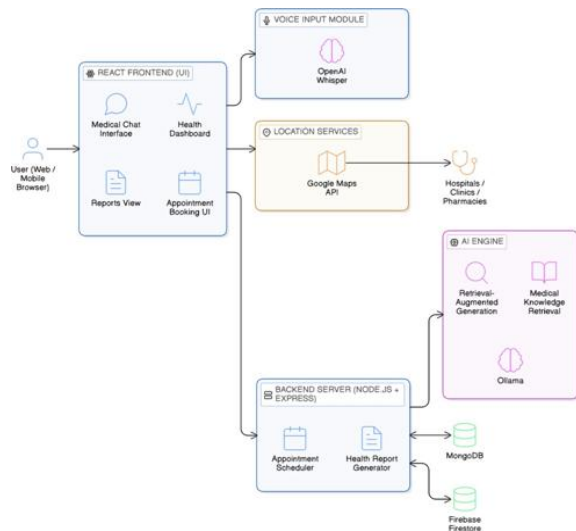 VOICE INPUT MODULE
OpenAI
Whisper
REACT FRONTEND (UI)
Medical Chat
Interface
Health
Dashboard
Reports View
Appointment
Booking UI
User (Web /
Mobile
Browser)
LOCATION SERVICES
Google Maps
API
Hospitals /
Clinics /
Pharmacies
AI ENGINE
Retrieval-
Augmented
Generation
Medical
Knowledge
Retrieval
Ollama
BACKEND SERVER (NODE.JS +
EXPRESS)
Appointment
Scheduler
Health Report
Generator
MongoDB
Firebase
Firestore